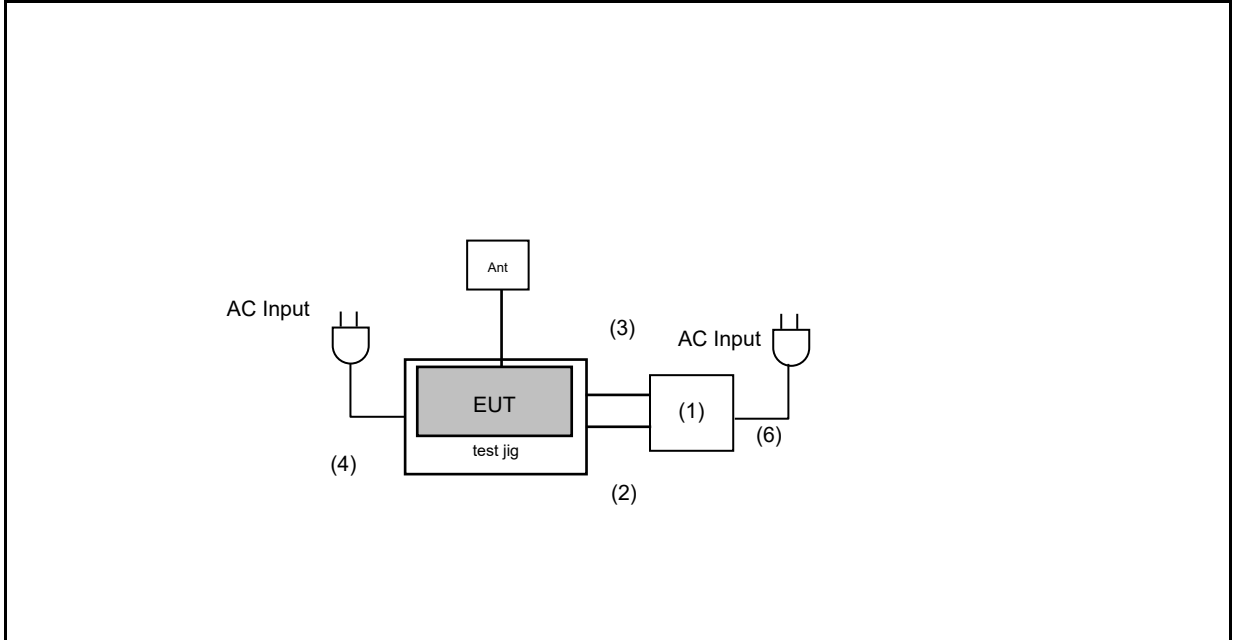 Ant
AC Input
(3)
AC Input
EUT
(1)
(6)
test jig
(4)
(2)